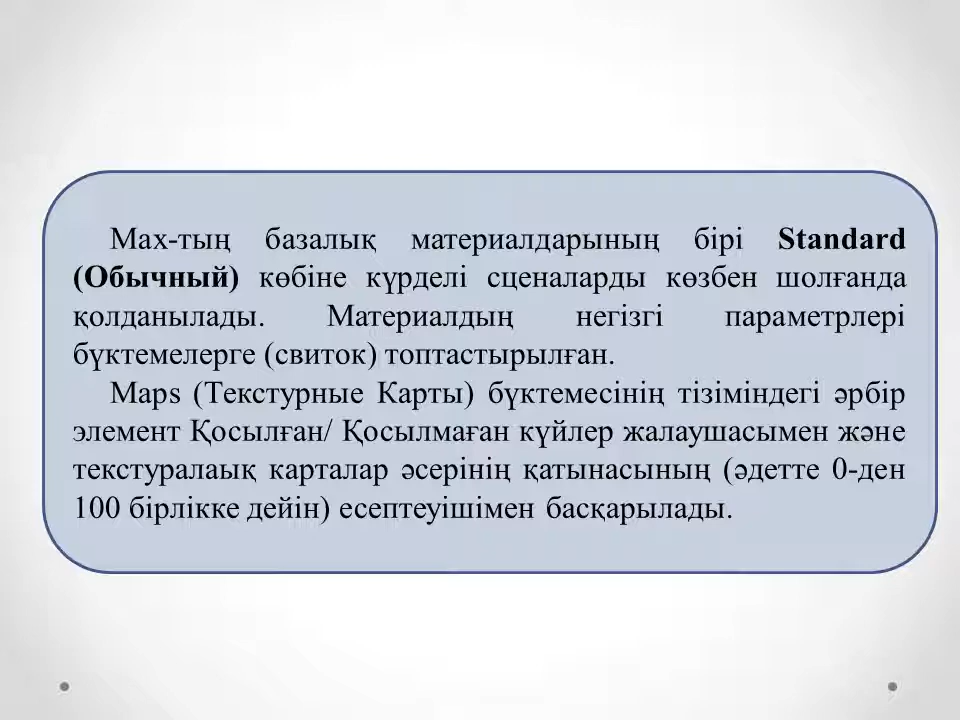 Max-тың базалық материалдарының бірі Standard
(Обычный) көбіне күрделі сценаларды көзбен шолғанда
қолданылады. Материалдың негізгі параметрлері
бүктемелерге (свиток) топтастырылған.
Maps (Текстурные Карты) бүктемесінің тізіміндегі әрбір
элемент Қосылған/ Қосылмаған күйлер жалаушасымен және
текстуралаық карталар әсерінің қатынасының (әдетте 0-ден
100 бірлікке дейін) есептеуішімен басқарылады.